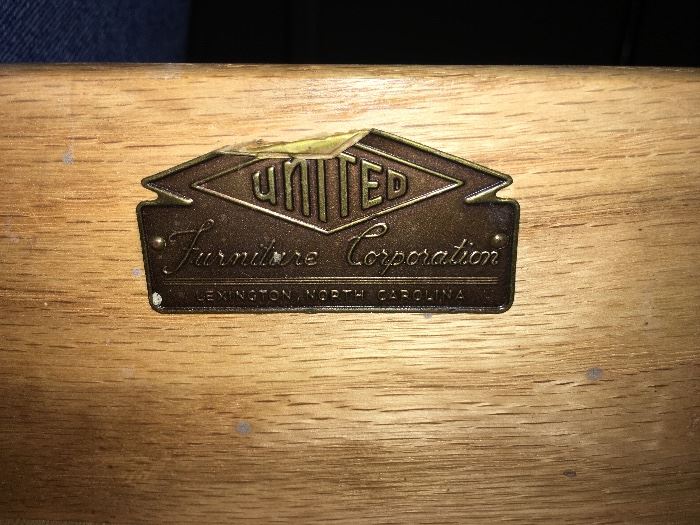 UNITED
Furniture Corporation
LEXINGTON, NORTH CAROLINA